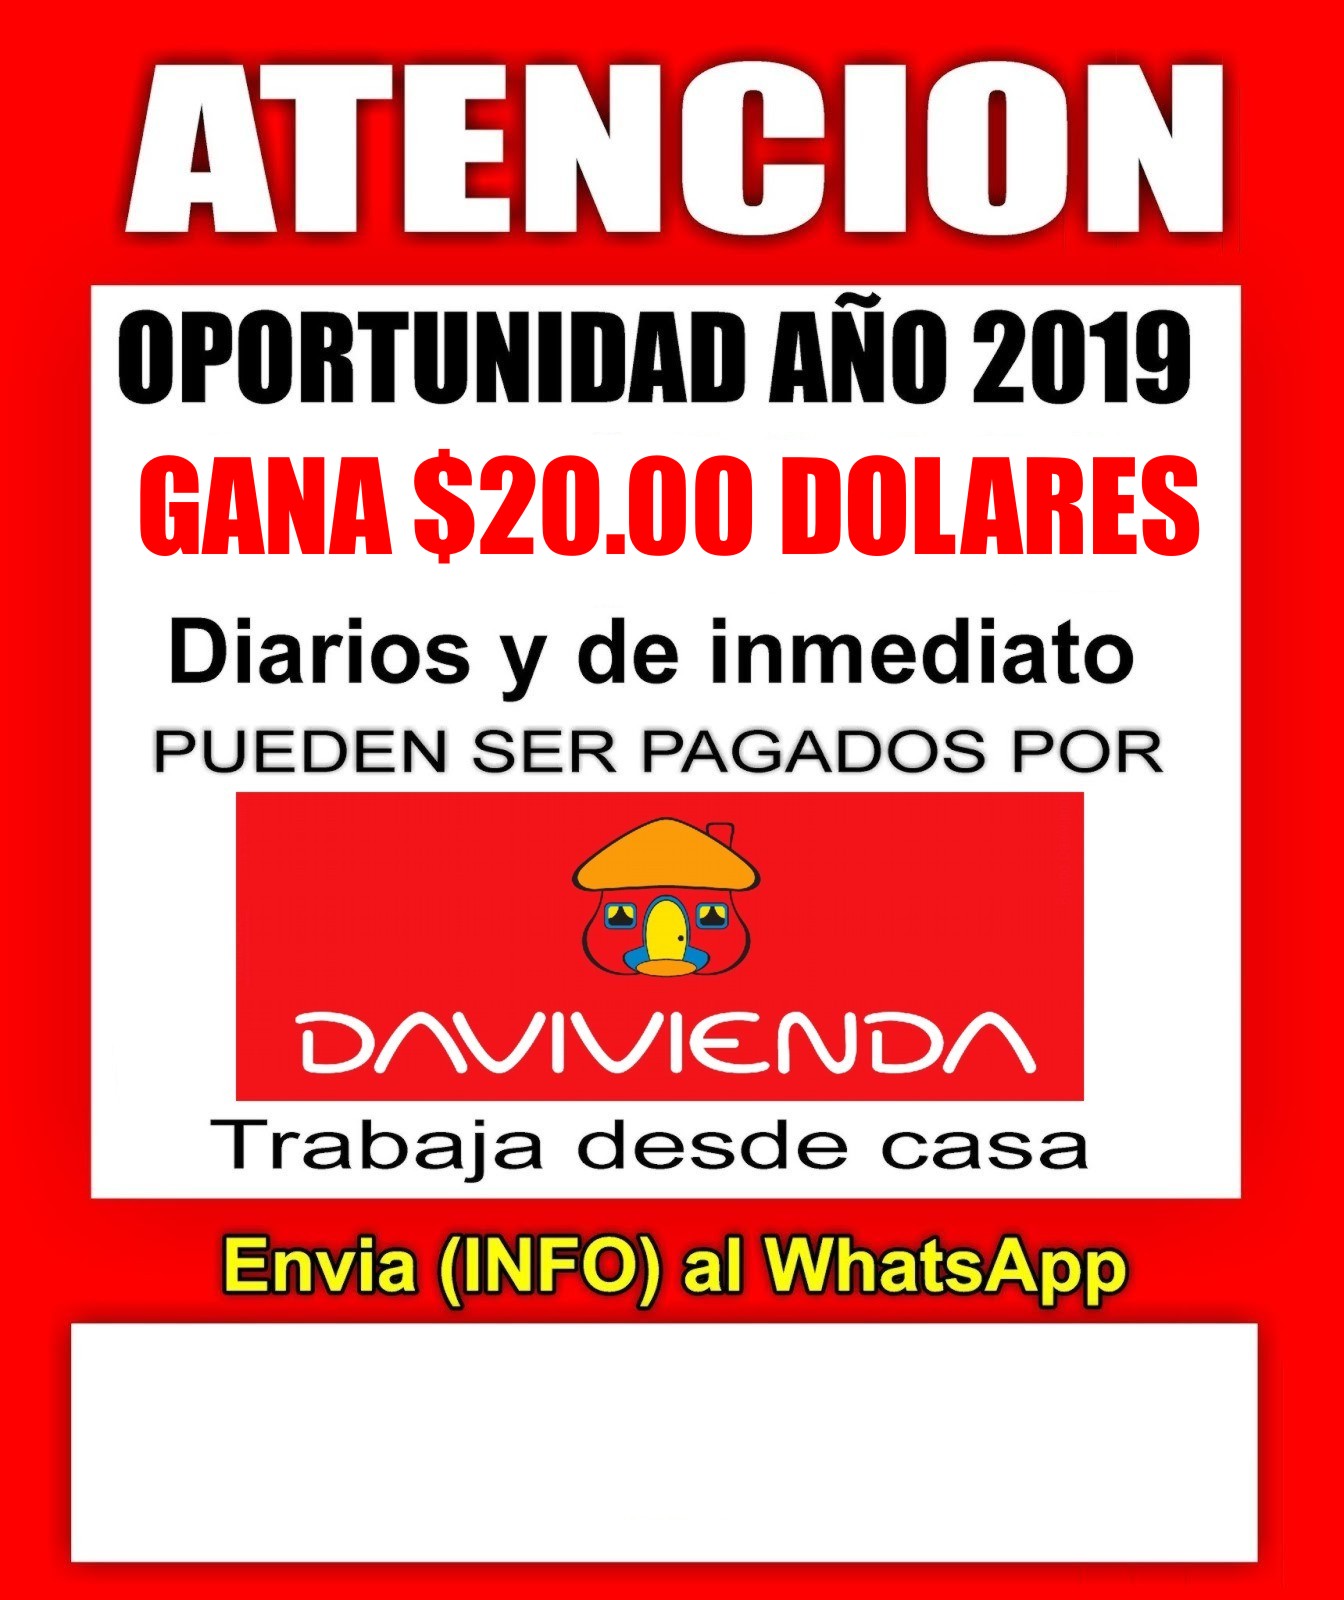 ATENCION
OPORTUNIDAD AÑO 2019
GANA $20.00 DOLARES
Diarios y de inmediato
PUEDEN SER PAGADOS POR
DAVIVIENDA
Trabaja desde casa
Envia (INFO) al WhatsApp